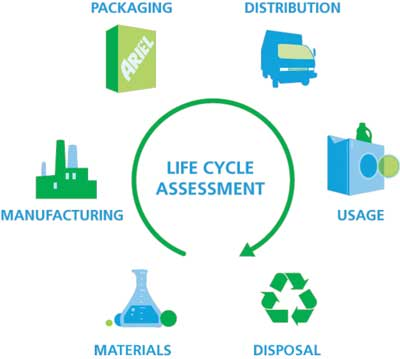 PACKAGING
DISTRIBUTION
ARIEL
LIFE CYCLE
ASSESSMENT
MANUFACTURING
USAGE
MATERIALS
DISPOSAL